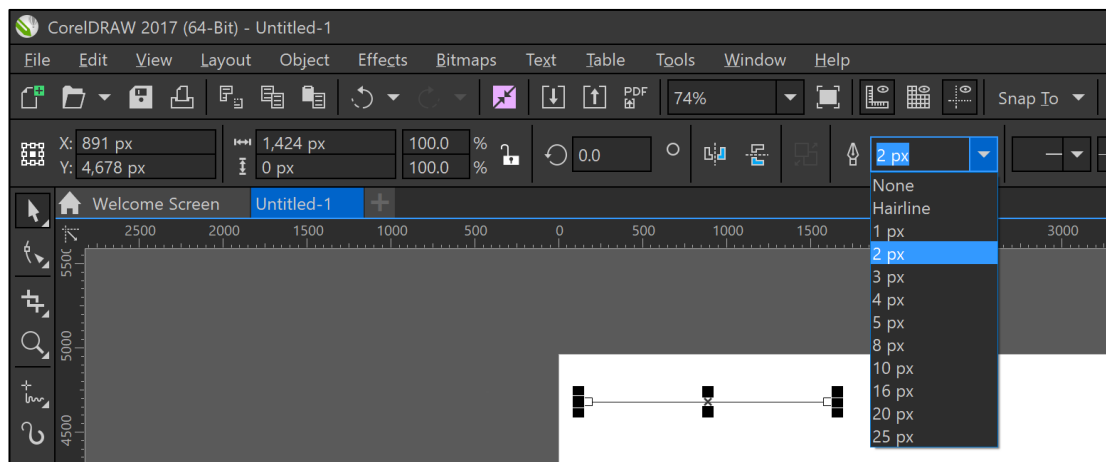 CorelDRAW 2017 (64-Bit) - Untitled-1
File Edit View Layout Object Effects Bitmaps Text Table Tools Window Help
PDF 74% Snap To
X: 891 px 1,424 px 100.0 % 0.0 2 px
Y: 4,678 px 0 px 100.0 %
None
Hairline
1 px
2 px
3 px
4 px
5 px
8 px
10 px
16 px
20 px
25 px
Welcome Screen Untitled-1
2500 2000 1500 1000 500 0 500 1000 1500 3000
5500
5000
4500